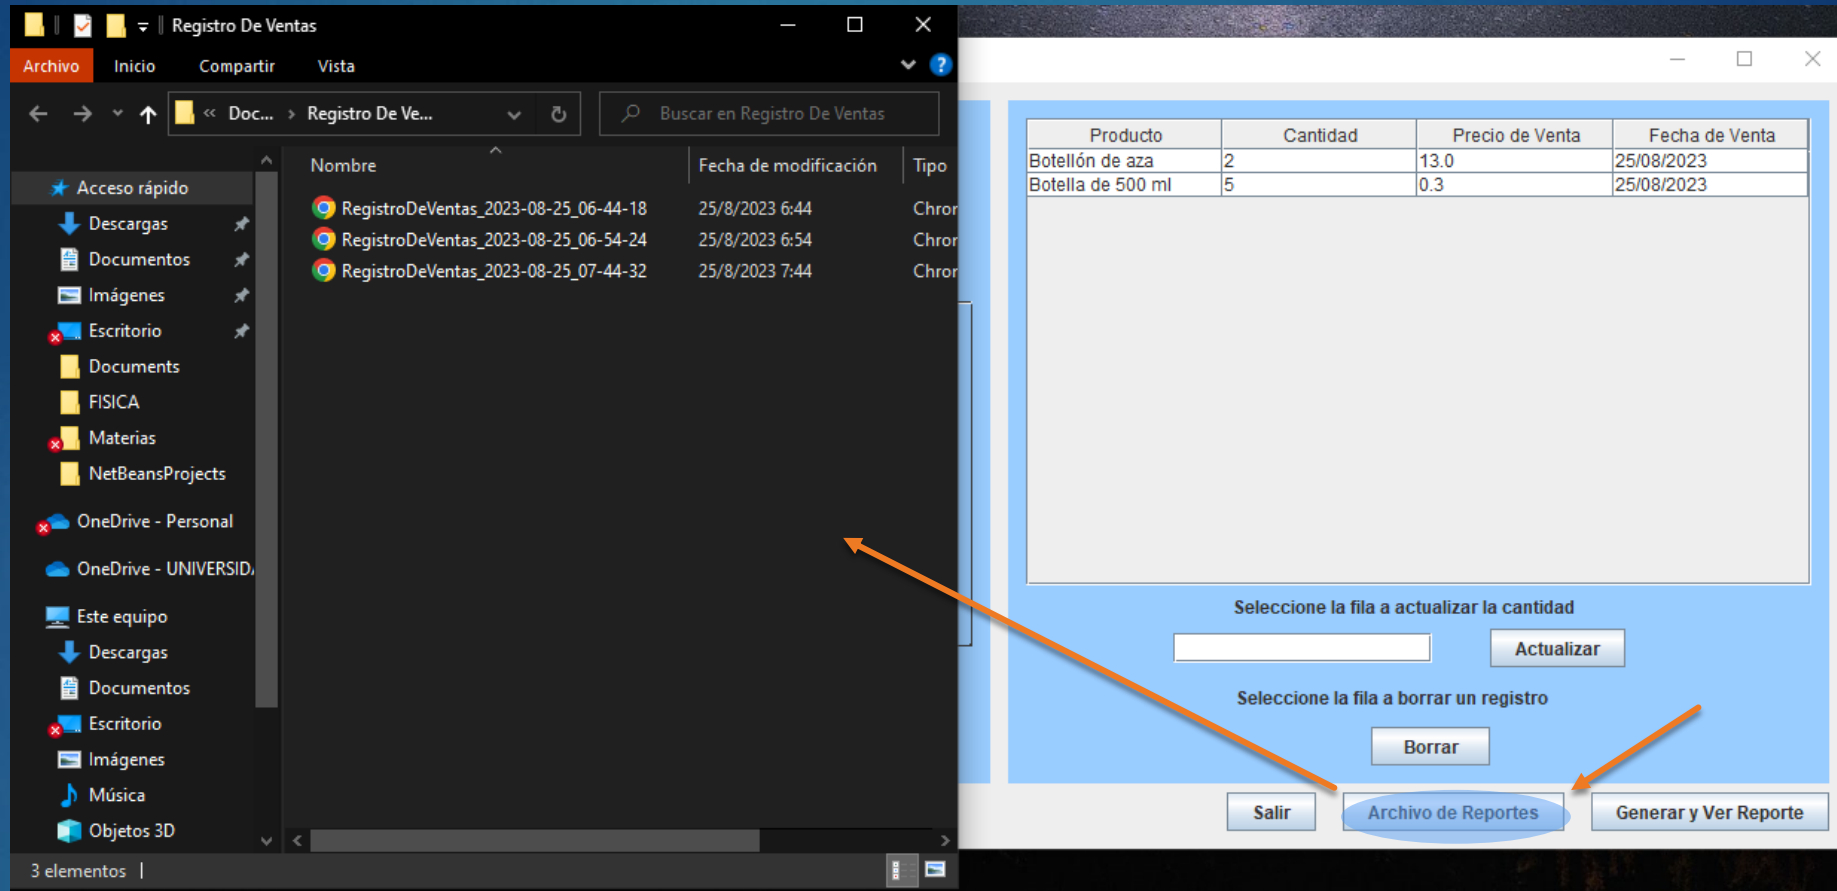 Registro De Ventas
Archivo Inicio Compartir Vista
?
« Doc... › Registro De Ve...
Buscar en Registro De Ventas
Nombre Fecha de modificación Tipo
RegistroDeVentas_2023-08-25_06-44-18 25/8/2023 6:44 Chror
RegistroDeVentas_2023-08-25_06-54-24 25/8/2023 6:54 Chror
RegistroDeVentas_2023-08-25_07-44-32 25/8/2023 7:44 Chror
Acceso rápido
Descargas
Documentos
Imágenes
Escritorio
Documents
FISICA
Materias
NetBeansProjects
OneDrive - Personal
OneDrive - UNIVERSID
Este equipo
Descargas
Documentos
Escritorio
Imágenes
Música
Objetos 3D
3 elementos
Producto Cantidad Precio de Venta Fecha de Venta
Botellón de aza 2 13.0 25/08/2023
Botella de 500 ml 5 0.3 25/08/2023
Seleccione la fila a actualizar la cantidad
Actualizar
Seleccione la fila a borrar un registro
Borrar
Salir Archivo de Reportes Generar y Ver Reporte